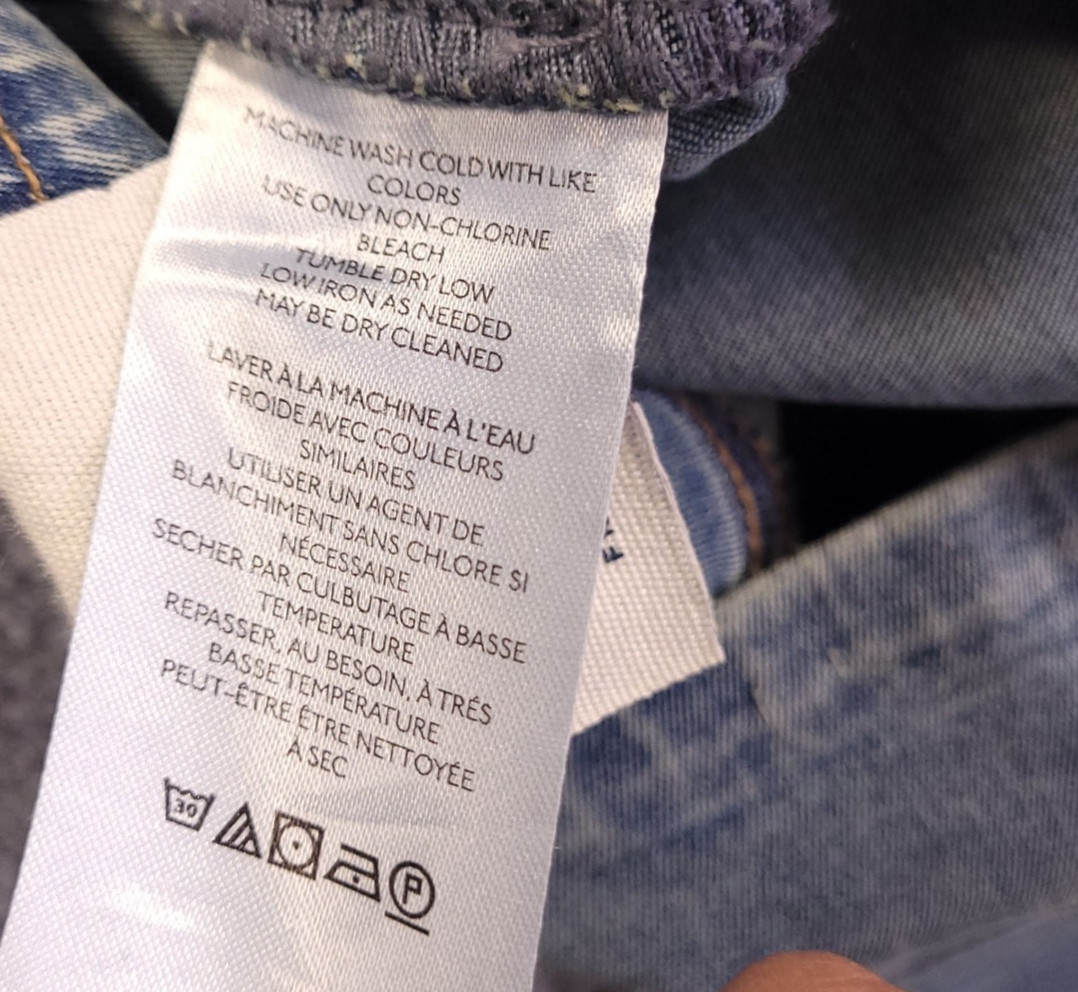 MACHINE WASH COLD WITH LIKE
COLORS
USE ONLY NON-CHLORINE
BLEACH
TUMBLE DRY LOW
LOW IRON AS NEEDED
MAY BE DRY CLEANED
LAVER À LA MACHINE À L'EAU
FROIDE AVEC COULEURS
SIMILAIRES
UTILISER UN AGENT DE
BLANCHIMENT SANS CHLORE SI
NÉCESSAIRE
SECHER PAR CULBUTAGE À BASSE
TEMPERATURE
REPASSER, AU BESOIN, À TRÉS
BASSE TEMPÉRATURE
PEUT-ÊTRE ÊTRE NETTOYÉE
À SEC
30 P